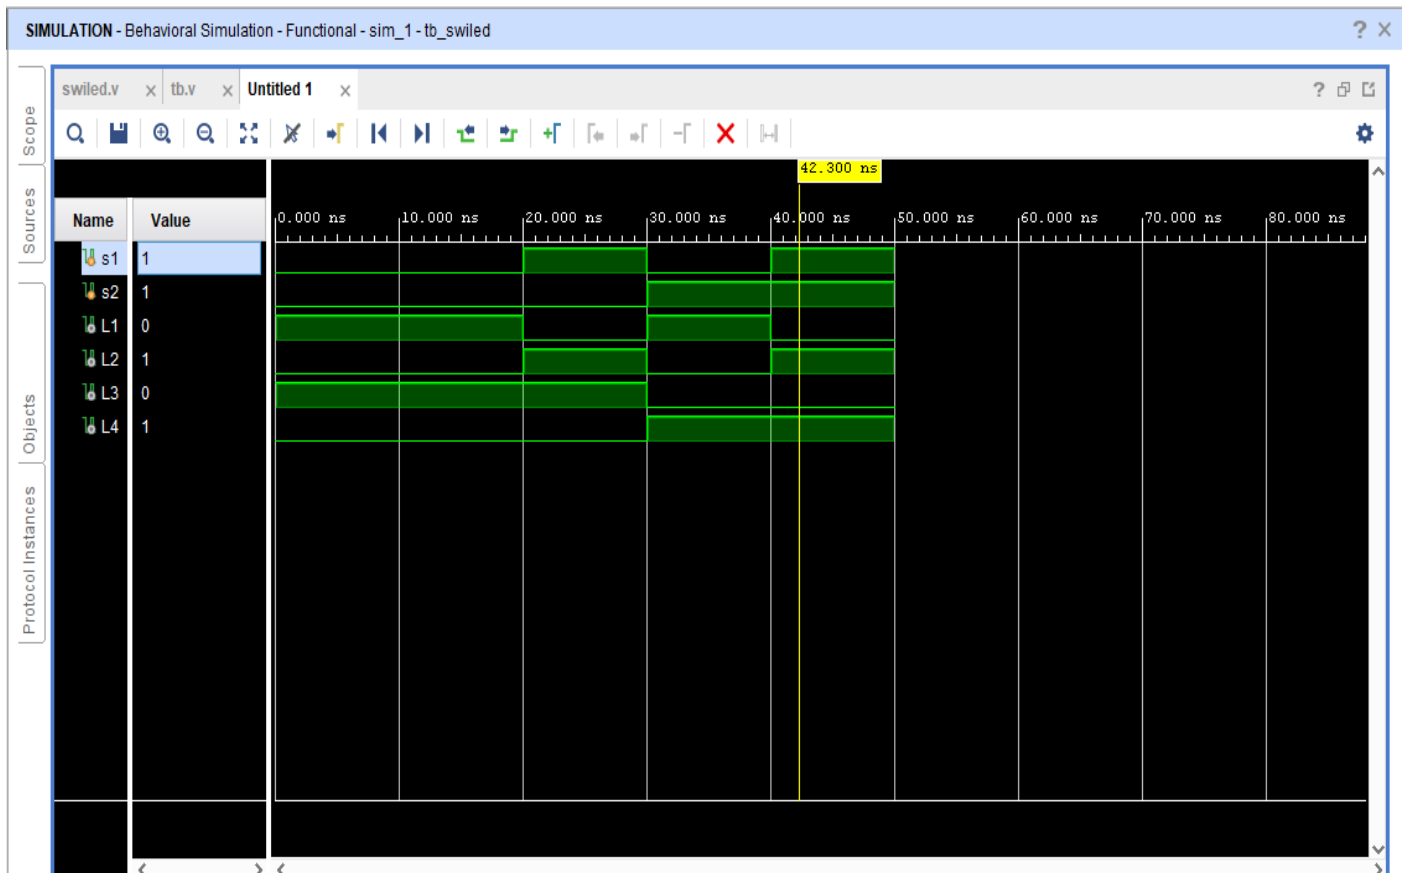 SIMULATION - Behavioral Simulation - Functional - sim_1 - tb_swiled
swiled.v tb.v Untitled 1
Scope
Sources
Objects
Protocol Instances
42.300 ns
Name Value
0.000 ns 10.000 ns 20.000 ns 30.000 ns 40.000 ns 50.000 ns 60.000 ns 70.000 ns 80.000 ns
s1 1
s2 1
L1 0
L2 1
L3 0
L4 1